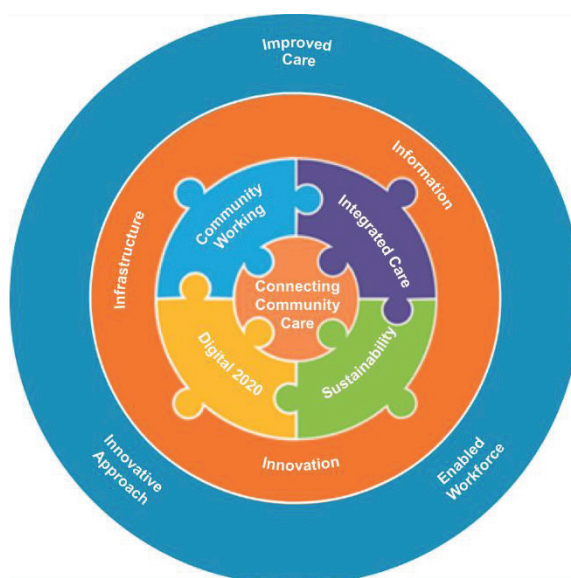 Improved
Care
Information
Infrastructure
Community
Working
Integrated Care
Connecting
Community
Care
Digital 2020
Sustainability
Innovation
Innovative
Approach
Enabled
Workforce